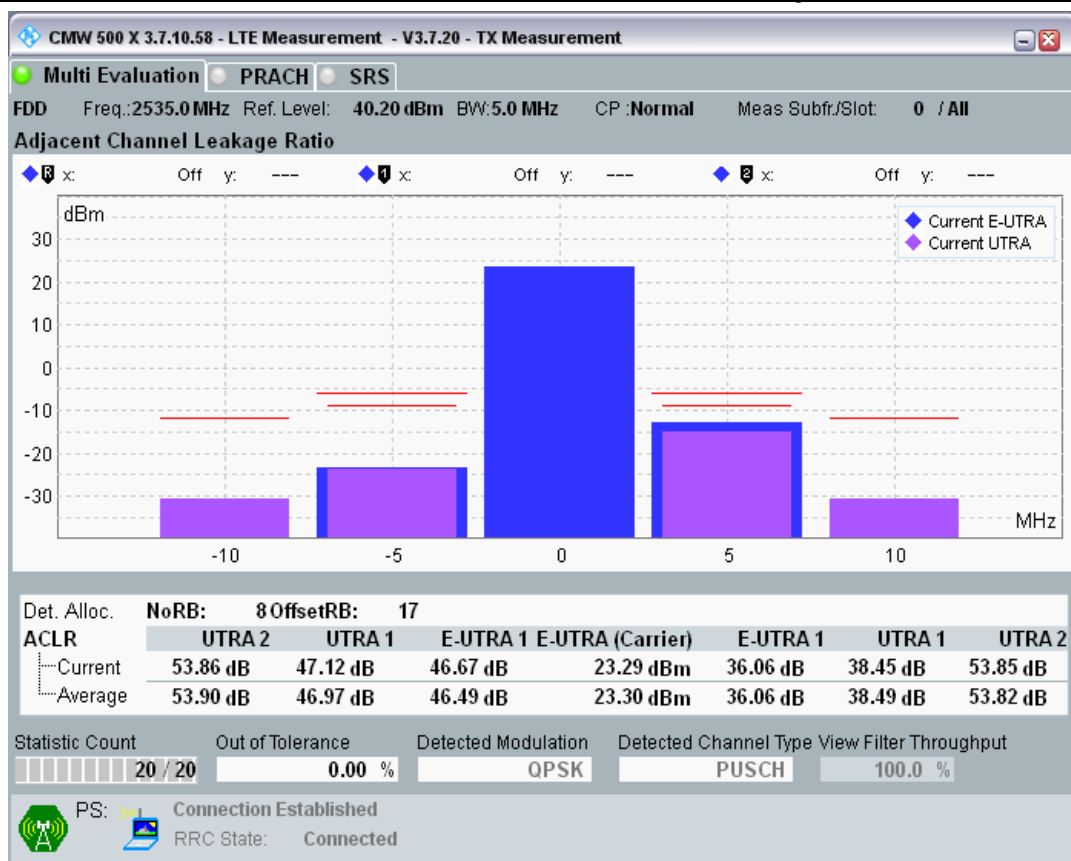 CMW 500 X 3.7.10.58 - LTE Measurement - V3.7.20 - TX Measurement
Multi Evaluation PRACH SRS
FDD Freq.:2535.0 MHz Ref. Level: 40.20 dBm BW:5.0 MHz CP :Normal Meas Subfr./Slot: 0 / All
Adjacent Channel Leakage Ratio
R x: Off y: --- 1 x: Off y: --- 2 x: Off y: ---
dBm
Current E-UTRA
Current UTRA
30
20
10
0
-10
-20
-30
MHz
-10 -5 0 5 10
Det. Alloc. NoRB: 8 OffsetRB: 17
ACLR UTRA 2 UTRA 1 E-UTRA 1 E-UTRA (Carrier) E-UTRA 1 UTRA 1 UTRA 2
Current 53.86 dB 47.12 dB 46.67 dB 23.29 dBm 36.06 dB 38.45 dB 53.85 dB
Average 53.90 dB 46.97 dB 46.49 dB 23.30 dBm 36.06 dB 38.49 dB 53.82 dB
Statistic Count Out of Tolerance Detected Modulation Detected Channel Type View Filter Throughput
20 / 20 0.00 % QPSK PUSCH 100.0 %
PS: Connection Established
RRC State: Connected